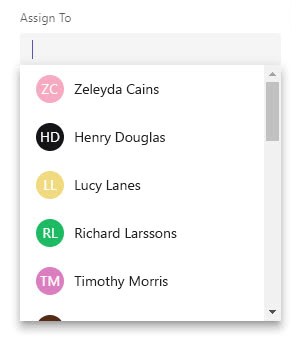 Assign To
ZC Zeleyda Cains
HD Henry Douglas
LL Lucy Lanes
RL Richard Larssons
TM Timothy Morris